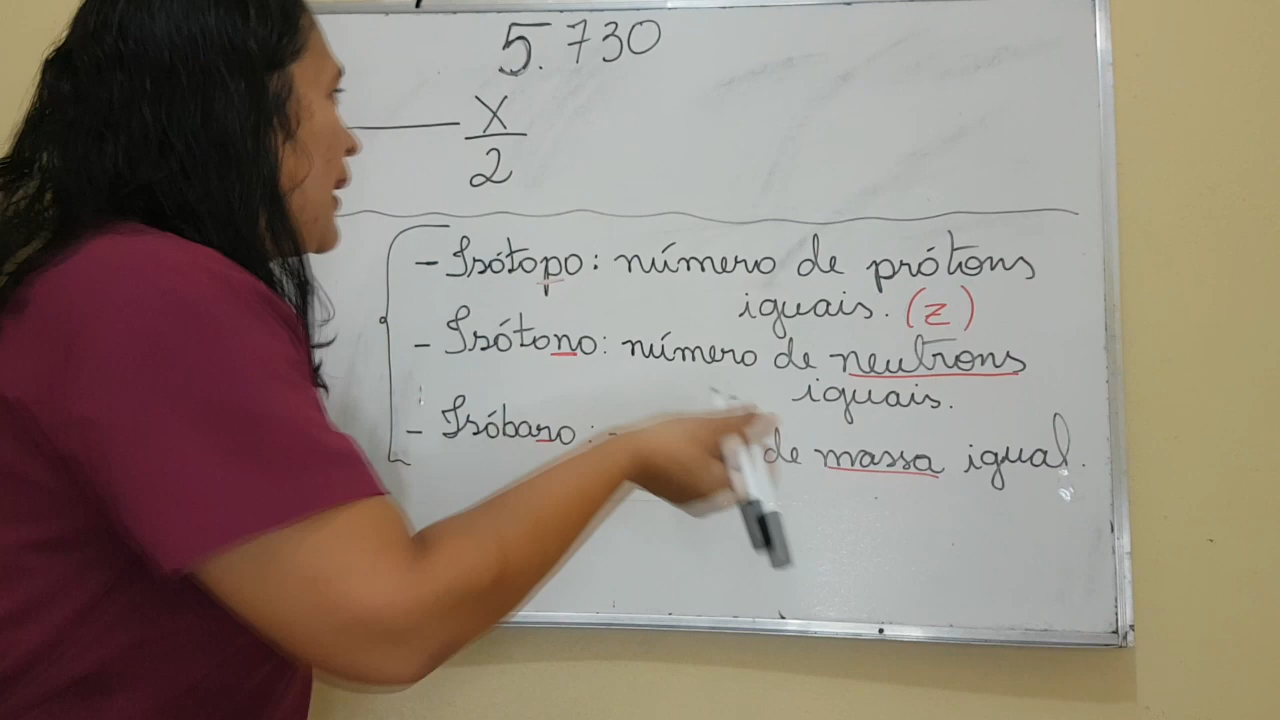 5.730
X
2
- Isótopo: número de prótons
iguais. (Z)
- Isótono: número de neutrons
iguais.
- Isóbaro: de massa igual.